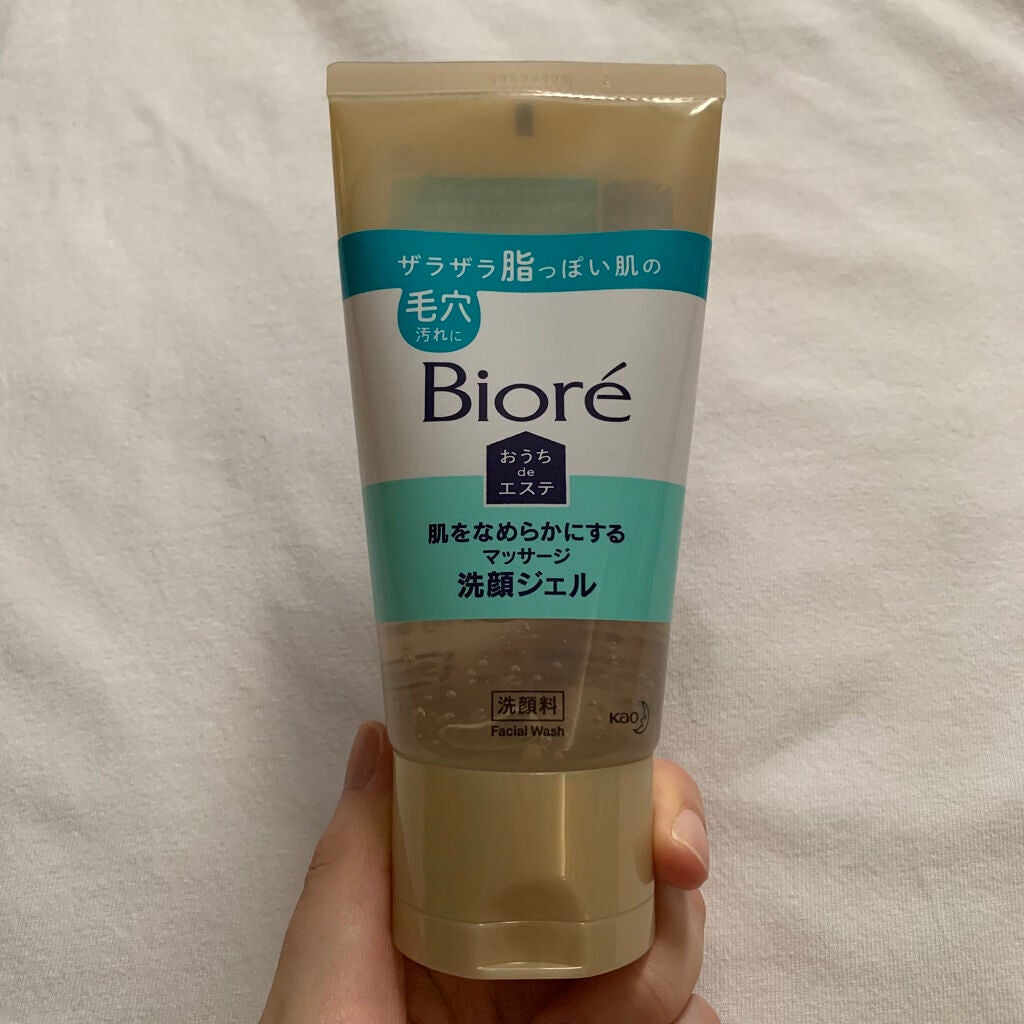 ザラザラ脂っぽい肌の
毛穴
汚れに
Bioré
おうち
de
エステ
肌をなめらかにする
マッサージ
洗顔ジェル
洗顔料
Facial Wash
Kao